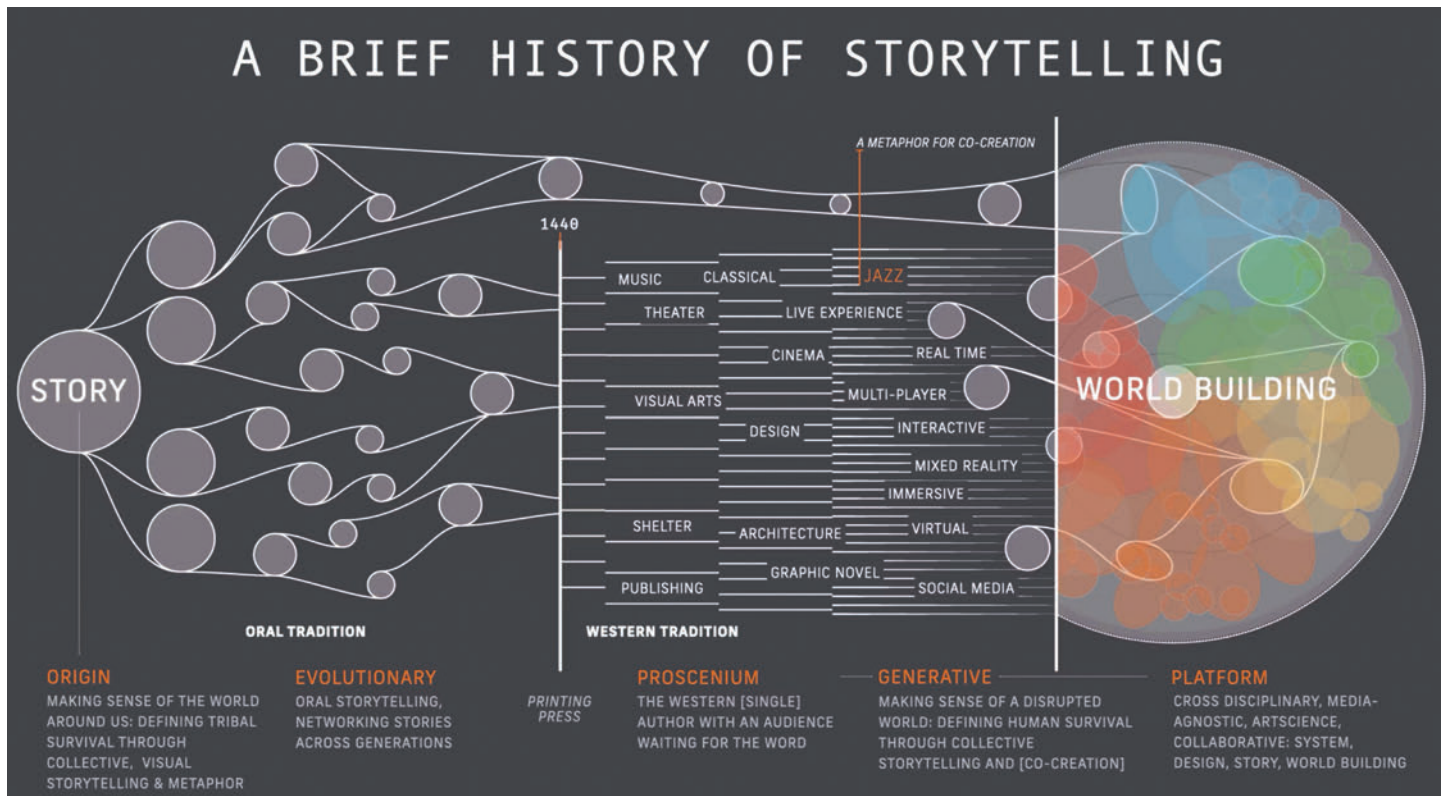 A BRIEF HISTORY OF STORYTELLING
A METAPHOR FOR CO-CREATION
1440
MUSIC
CLASSICAL
JAZZ
THEATER
LIVE EXPERIENCE
CINEMA
REAL TIME
STORY
WORLD BUILDING
VISUAL ARTS
MULTI-PLAYER
DESIGN
INTERACTIVE
MIXED REALITY
IMMERSIVE
SHELTER
ARCHITECTURE
VIRTUAL
GRAPHIC NOVEL
PUBLISHING
SOCIAL MEDIA
ORAL TRADITION
WESTERN TRADITION
ORIGIN
MAKING SENSE OF THE WORLD
AROUND US: DEFINING TRIBAL
SURVIVAL THROUGH
COLLECTIVE, VISUAL
STORYTELLING & METAPHOR
EVOLUTIONARY
ORAL STORYTELLING,
NETWORKING STORIES
ACROSS GENERATIONS
PRINTING
PRESS
PROSCENIUM
THE WESTERN [SINGLE]
AUTHOR WITH AN AUDIENCE
WAITING FOR THE WORD
GENERATIVE
MAKING SENSE OF A DISRUPTED
WORLD: DEFINING HUMAN SURVIVAL
THROUGH COLLECTIVE
STORYTELLING AND [CO-CREATION]
PLATFORM
CROSS DISCIPLINARY, MEDIA-
AGNOSTIC, ARTSCIENCE,
COLLABORATIVE: SYSTEM,
DESIGN, STORY, WORLD BUILDING